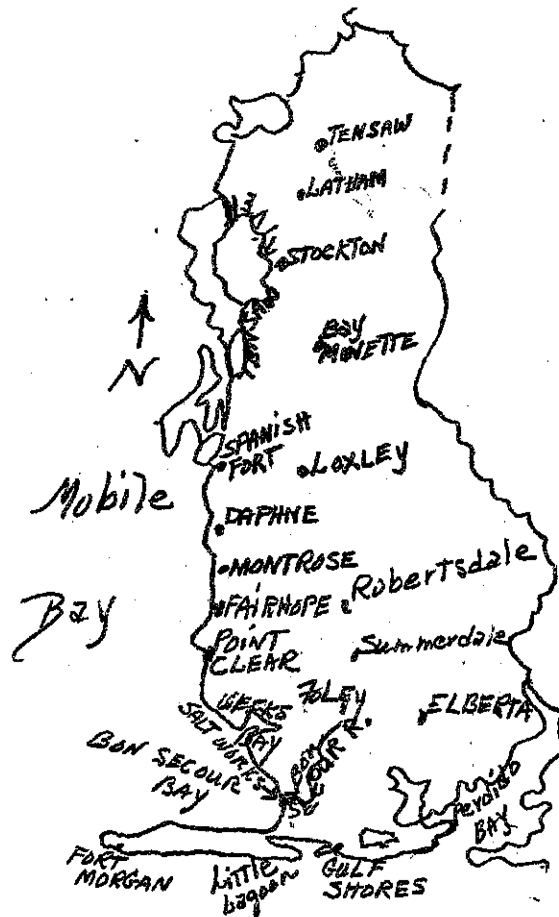 TENSAW
LATHAM
STOCKTON
Bay
MINETTE
N
SPANISH
FORT
LOXLEY
Mobile
DAPHNE
MONTROSE
Robertsdale
FAIRHOPE
Bay
POINT
CLEAR
Summerdale
FOLEY
WEEKS
BAY
ELBERTA
SALT WORKS
BON SECOUR R.
BON SECOUR
BAY
Perdido
BAY
FORT
MORGAN
Little
Lagoon
GULF
SHORES